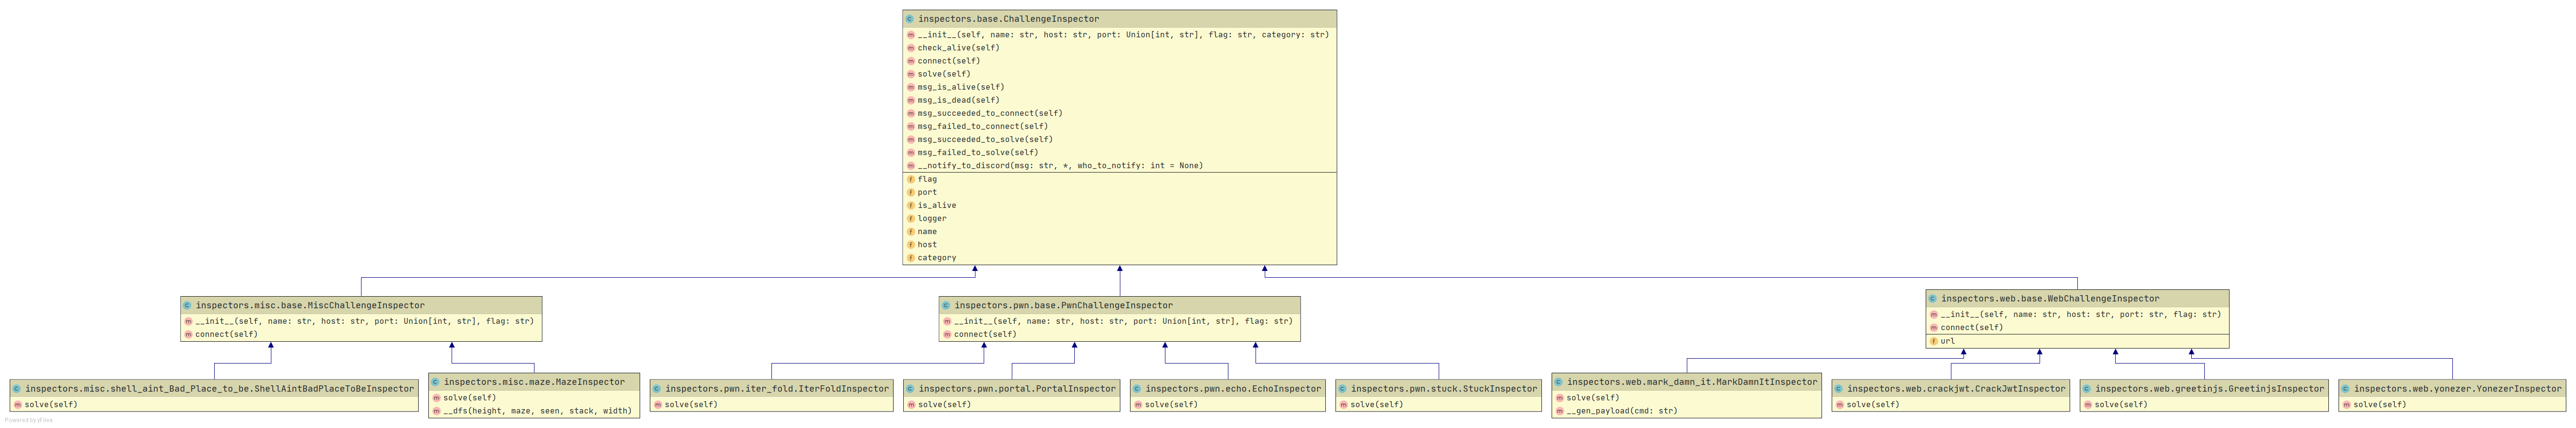 inspectors.base.ChallengeInspector
__init__(self, name: str, host: str, port: Union[int, str], flag: str, category: str)
check_alive(self)
connect(self)
solve(self)
msg_is_alive(self)
msg_is_dead(self)
msg_succeeded_to_connect(self)
msg_failed_to_connect(self)
msg_succeeded_to_solve(self)
msg_failed_to_solve(self)
__notify_to_discord(msg: str, *, who_to_notify: int = None)
flag
port
is_alive
logger
name
host
category
inspectors.misc.base.MiscChallengeInspector
__init__(self, name: str, host: str, port: Union[int, str], flag: str)
connect(self)
inspectors.pwn.base.PwnChallengeInspector
__init__(self, name: str, host: str, port: Union[int, str], flag: str)
connect(self)
inspectors.web.base.WebChallengeInspector
__init__(self, name: str, host: str, port: str, flag: str)
connect(self)
url
inspectors.misc.shell_aint_Bad_Place_to_be.ShellAintBadPlaceToBeInspector
solve(self)
inspectors.misc.maze.MazeInspector
solve(self)
__dfs(height, maze, seen, stack, width)
inspectors.pwn.iter_fold.IterFoldInspector
solve(self)
inspectors.pwn.portal.PortalInspector
solve(self)
inspectors.pwn.echo.EchoInspector
solve(self)
inspectors.pwn.stuck.StuckInspector
solve(self)
inspectors.web.mark_damn_it.MarkDamnItInspector
solve(self)
__gen_payload(cmd: str)
inspectors.web.crackjwt.CrackJwtInspector
solve(self)
inspectors.web.greetinjs.GreetinjsInspector
solve(self)
inspectors.web.yonezer.YonezerInspector
solve(self)
Powered by yFiles